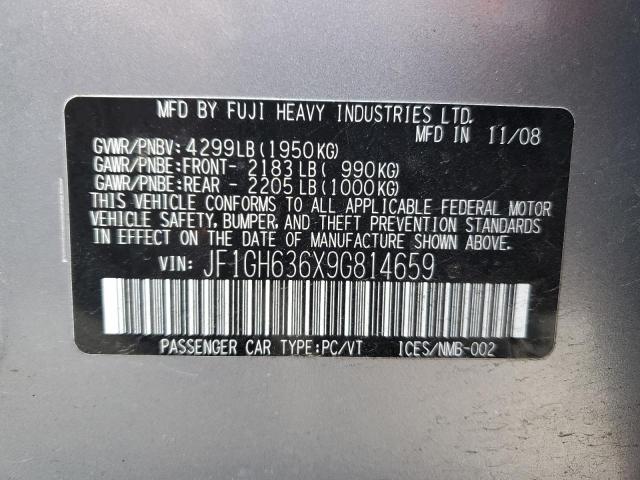 MFD BY FUJI HEAVY INDUSTRIES LTD.
MFD IN 11/08
GVWR/PNBV: 4299LB(1950KG)
GAWR/PNBE:FRONT- 2183LB( 990KG)
GAWR/PNBE:REAR - 2205LB(1000KG)
THIS VEHICLE CONFORMS TO ALL APPLICABLE FEDERAL MOTOR
VEHICLE SAFETY, BUMPER, AND THEFT PREVENTION STANDARDS
IN EFFECT ON THE DATE OF MANUFACTURE SHOWN ABOVE.
VIN: JF1GH636X9G814659
PASSENGER CAR TYPE:PC/VT ICES/NMB-002